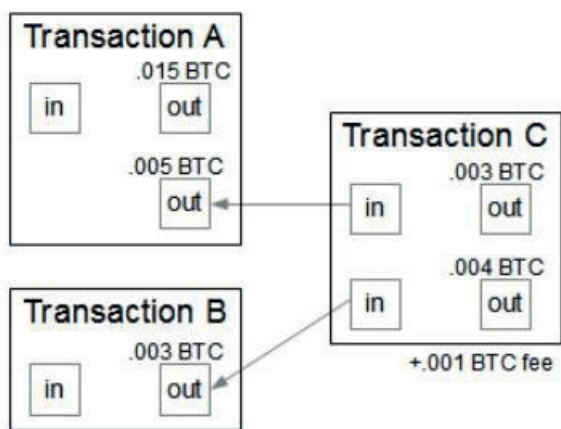 Transaction A
.015 BTC
in out
.005 BTC
out
Transaction B
.003 BTC
in out
Transaction C
.003 BTC
in out
.004 BTC
in out
+.001 BTC fee